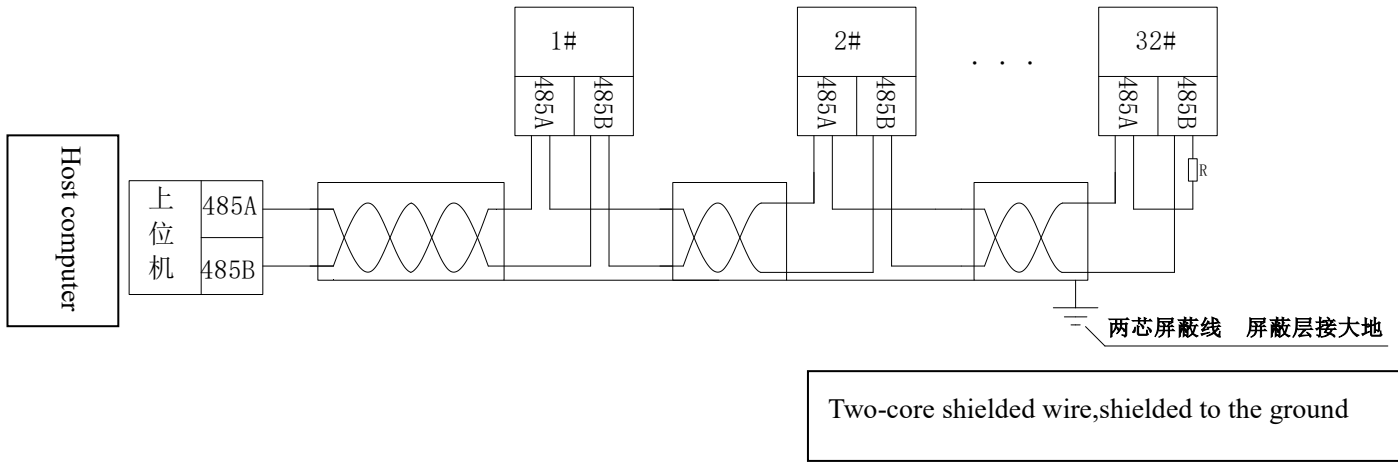 Host computer
上位机
485A
485B
1#
485A
485B
2#
485A
485B
. . .
32#
485A
485B
R
两芯屏蔽线 屏蔽层接大地
Two-core shielded wire,shielded to the ground